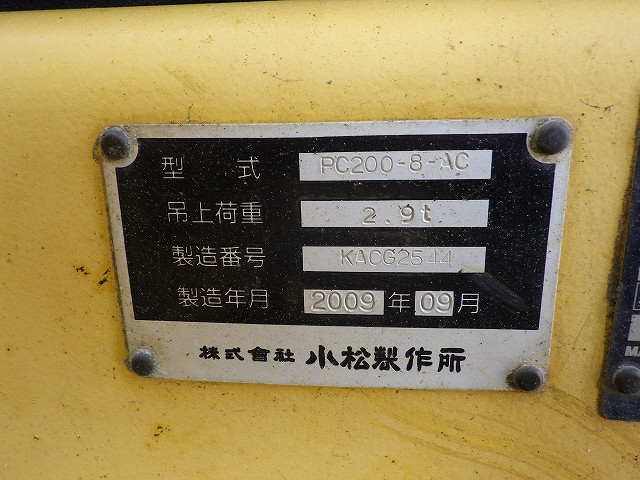 型 式 PC200-8-AC
吊上荷重 2.9t
製造番号 KACG2544
製造年月 2009年09月
株式會社 小松製作所